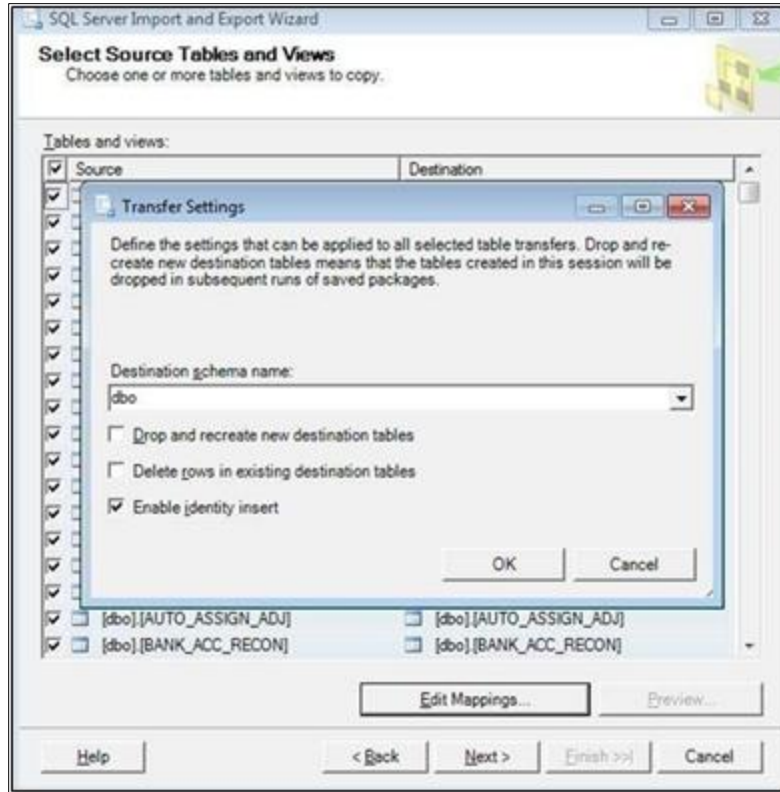 SQL Server Import and Export Wizard
Select Source Tables and Views
Choose one or more tables and views to copy.
Tables and views:
Source Destination
Transfer Settings
Define the settings that can be applied to all selected table transfers. Drop and re-
create new destination tables means that the tables created in this session will be
dropped in subsequent runs of saved packages.
Destination schema name:
dbo
Drop and recreate new destination tables
Delete rows in existing destination tables
Enable identity insert
OK Cancel
[dbo].[AUTO_ASSIGN_ADJ] [dbo].[AUTO_ASSIGN_ADJ]
[dbo].[BANK_ACC_RECON] [dbo].[BANK_ACC_RECON]
Edit Mappings... Preview...
Help < Back Next > Finish >>| Cancel